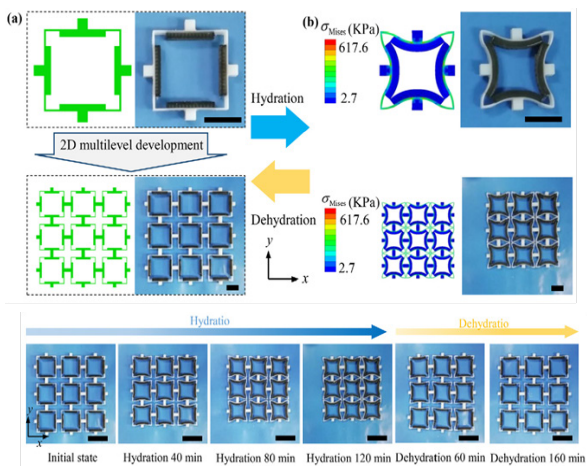 (a)
(b)
σMises (KPa)
617.6
2.7
Hydration
2D multilevel development
Dehydration
σMises (KPa)
617.6
2.7
y
x
Hydratio
Dehydratio
y
x
Initial state
Hydration 40 min
Hydration 80 min
Hydration 120 min
Dehydration 60 min
Dehydration 160 min